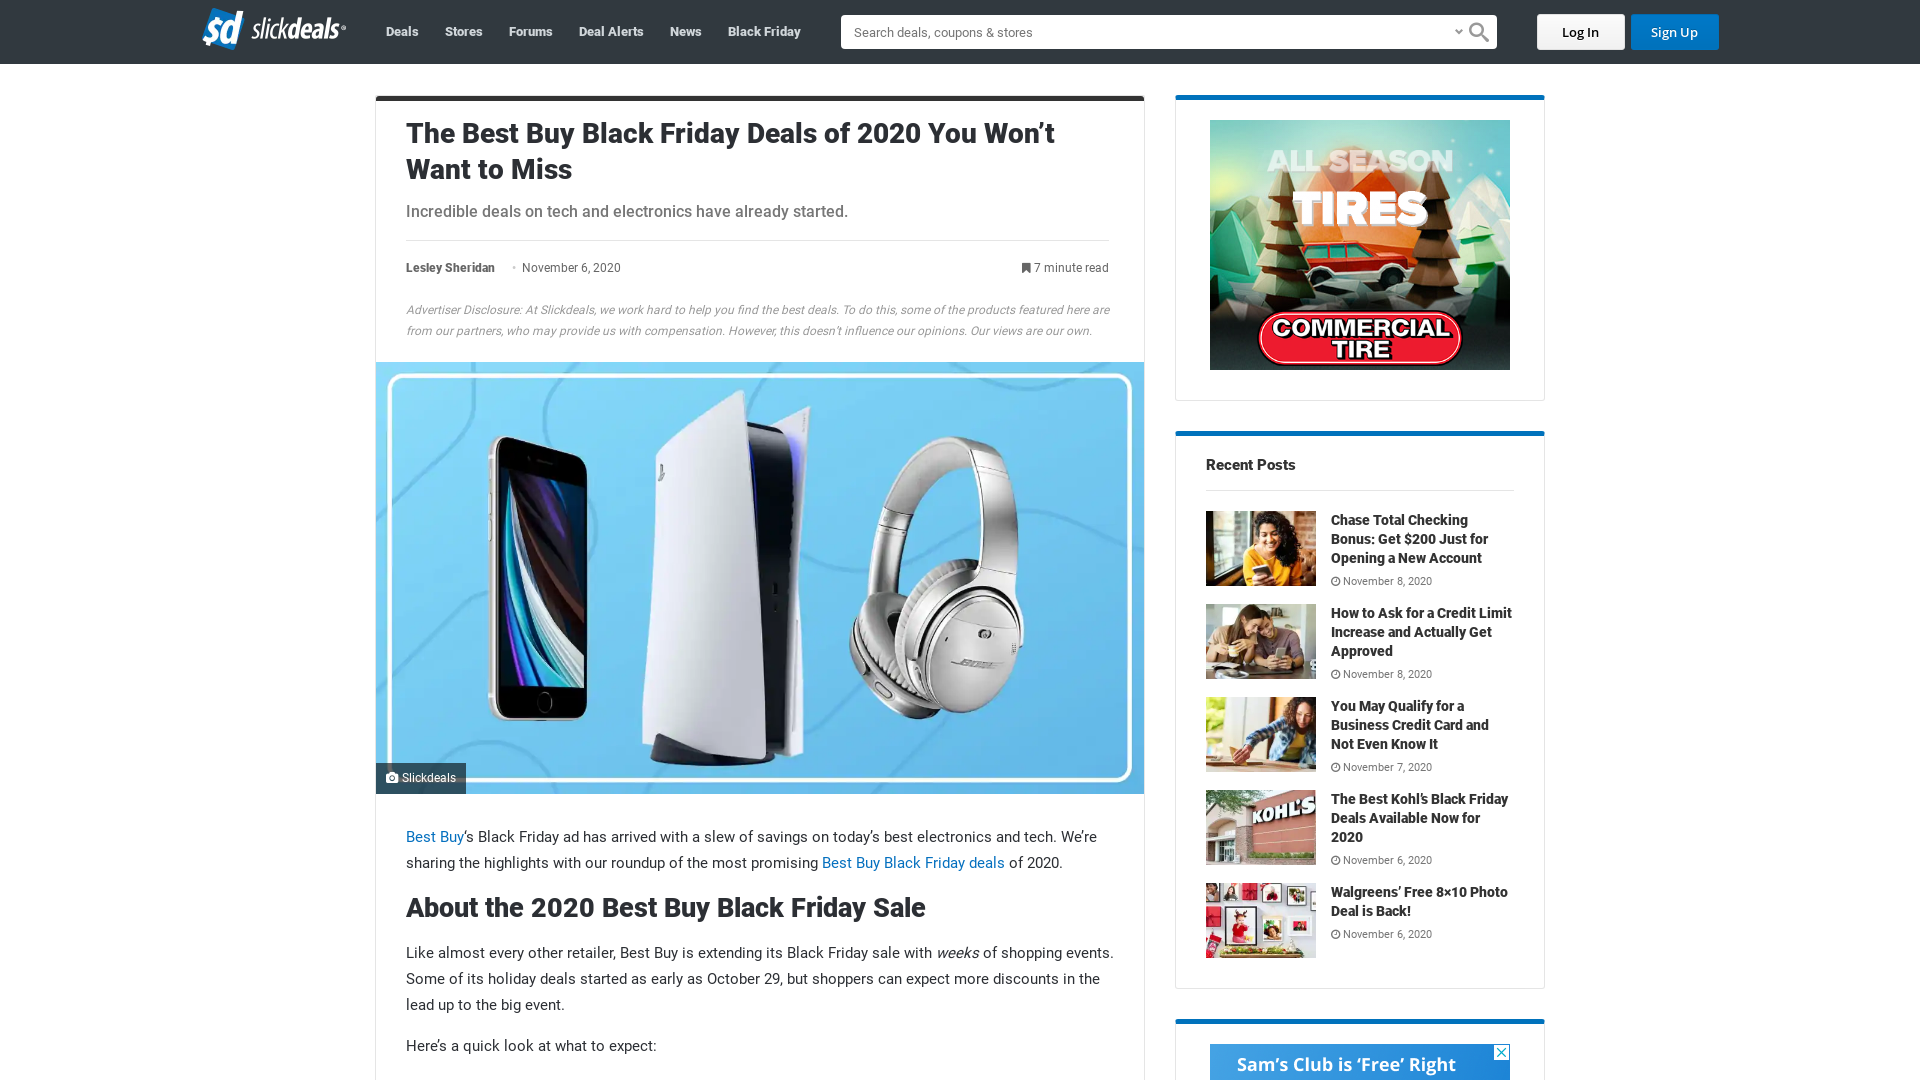 $d slickdeals®
Deals
Stores
Forums
Deal Alerts
News
Black Friday
Search deals, coupons & stores
Log In
Sign Up
The Best Buy Black Friday Deals of 2020 You Won’t
Want to Miss
Incredible deals on tech and electronics have already started.
Lesley Sheridan • November 6, 2020
7 minute read
Advertiser Disclosure: At Slickdeals, we work hard to help you find the best deals. To do this, some of the products featured here are
from our partners, who may provide us with compensation. However, this doesn’t influence our opinions. Our views are our own.
BOSE
Slickdeals
Best Buy‘s Black Friday ad has arrived with a slew of savings on today’s best electronics and tech. We’re
sharing the highlights with our roundup of the most promising Best Buy Black Friday deals of 2020.
About the 2020 Best Buy Black Friday Sale
Like almost every other retailer, Best Buy is extending its Black Friday sale with weeks of shopping events.
Some of its holiday deals started as early as October 29, but shoppers can expect more discounts in the
lead up to the big event.
Here’s a quick look at what to expect:
ALL SEASON
TIRES
COMMERCIAL
TIRE
Recent Posts
Chase Total Checking
Bonus: Get $200 Just for
Opening a New Account
November 8, 2020
How to Ask for a Credit Limit
Increase and Actually Get
Approved
November 8, 2020
You May Qualify for a
Business Credit Card and
Not Even Know It
November 7, 2020
KOHL'S
The Best Kohl’s Black Friday
Deals Available Now for
2020
November 6, 2020
Walgreens’ Free 8×10 Photo
Deal is Back!
November 6, 2020
Sam’s Club is ‘Free’ Right